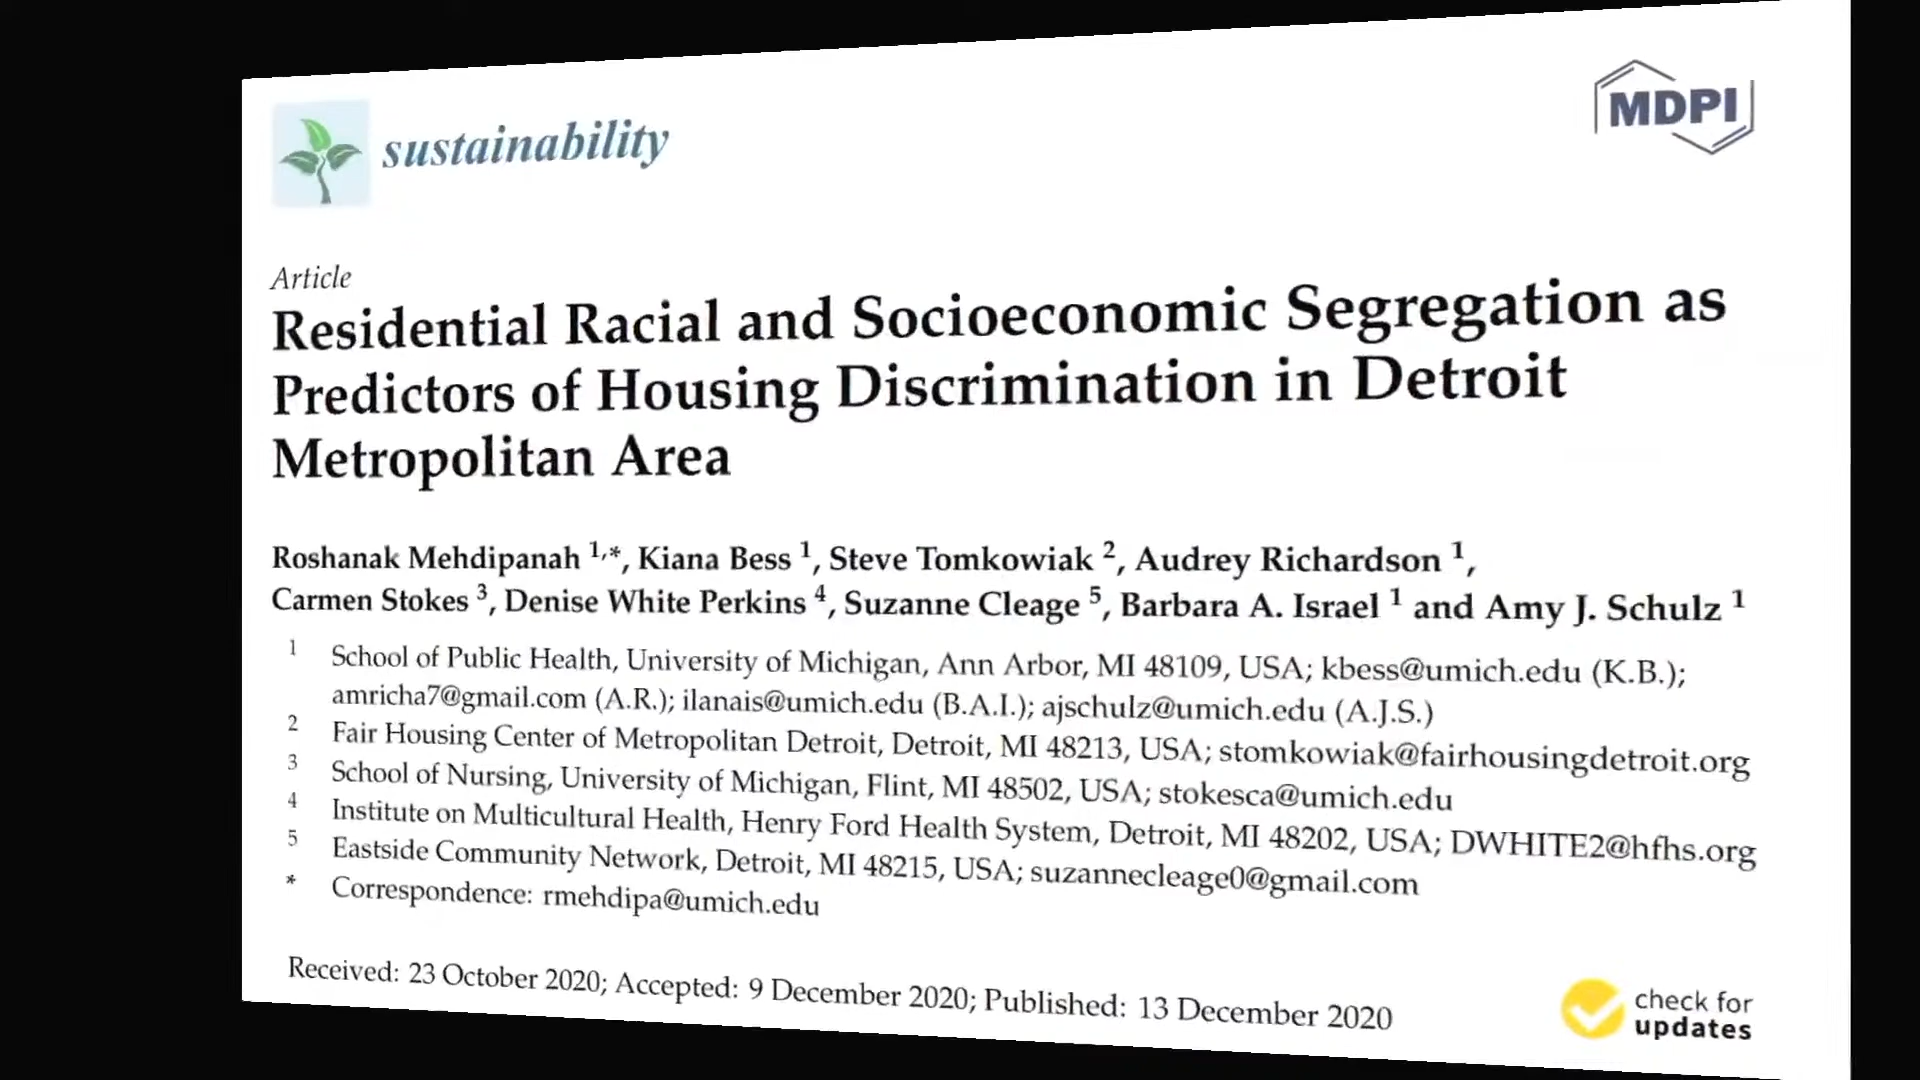 sustainability
MDPI
Article
Residential Racial and Socioeconomic Segregation as
Predictors of Housing Discrimination in Detroit
Metropolitan Area
Roshanak Mehdipanah 1,*, Kiana Bess 1, Steve Tomkowiak 2, Audrey Richardson 1,
Carmen Stokes 3, Denise White Perkins 4, Suzanne Cleage 5, Barbara A. Israel 1 and Amy J. Schulz 1
1 School of Public Health, University of Michigan, Ann Arbor, MI 48109, USA; kbess@umich.edu (K.B.);
amricha7@gmail.com (A.R.); ilanais@umich.edu (B.A.I.); ajschulz@umich.edu (A.J.S.)
2 Fair Housing Center of Metropolitan Detroit, Detroit, MI 48213, USA; stomkowiak@fairhousingdetroit.org
3 School of Nursing, University of Michigan, Flint, MI 48502, USA; stokesca@umich.edu
4 Institute on Multicultural Health, Henry Ford Health System, Detroit, MI 48202, USA; DWHITE2@hfhs.org
5 Eastside Community Network, Detroit, MI 48215, USA; suzannecleage0@gmail.com
* Correspondence: rmehdipa@umich.edu
Received: 23 October 2020; Accepted: 9 December 2020; Published: 13 December 2020
check for
updates